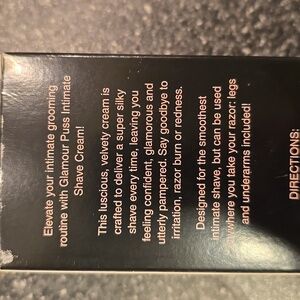 Elevate your intimate grooming
routine with Glamour Puss Intimate
Shave Cream!
This luscious, velvety cream is
crafted to deliver a super silky
shave every time, leaving you
feeling confident, glamorous and
utterly pampered. Say goodbye to
irritation, razor burn or redness.
Designed for the smoothest
intimate shave, but can be used
anywhere you take your razor: legs
and underarms included!
DIRECTIONS: